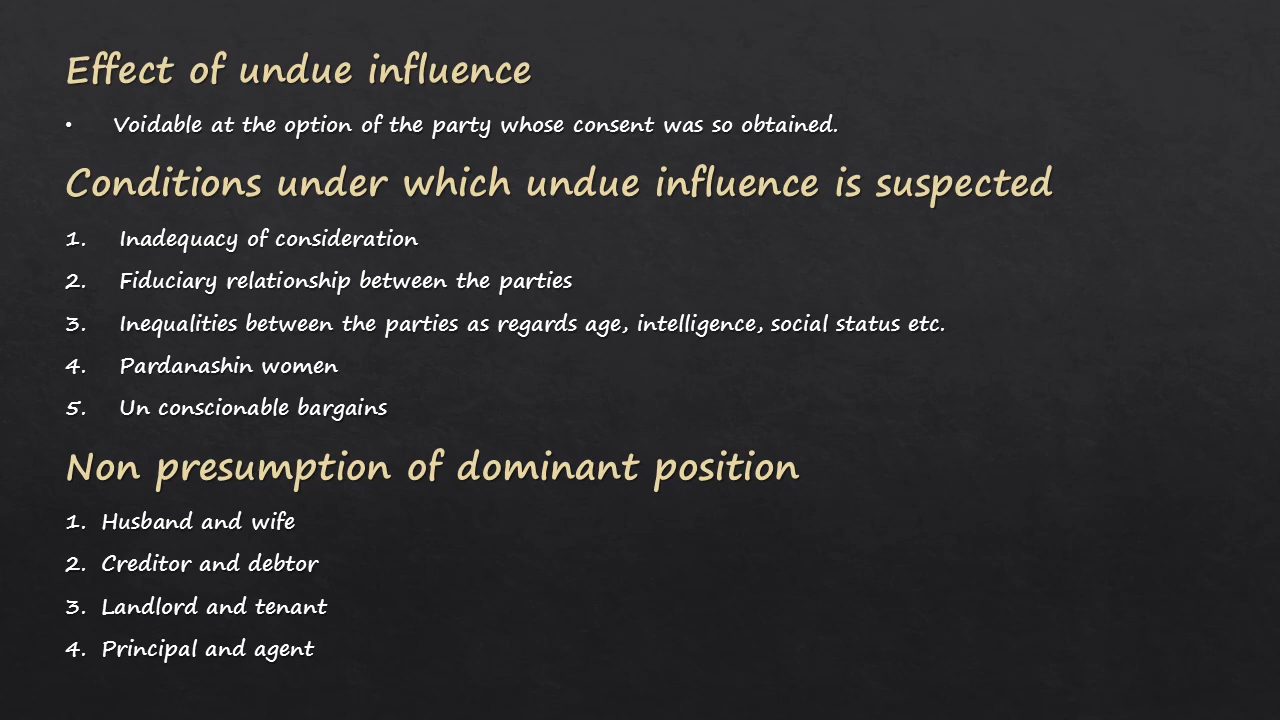 Effect of undue influence
• Voidable at the option of the party whose consent was so obtained.
Conditions under which undue influence is suspected
1. Inadequacy of consideration
2. Fiduciary relationship between the parties
3. Inequalities between the parties as regards age, intelligence, social status etc.
4. Pardanashin women
5. Un conscionable bargains
Non presumption of dominant position
1. Husband and wife
2. Creditor and debtor
3. Landlord and tenant
4. Principal and agent